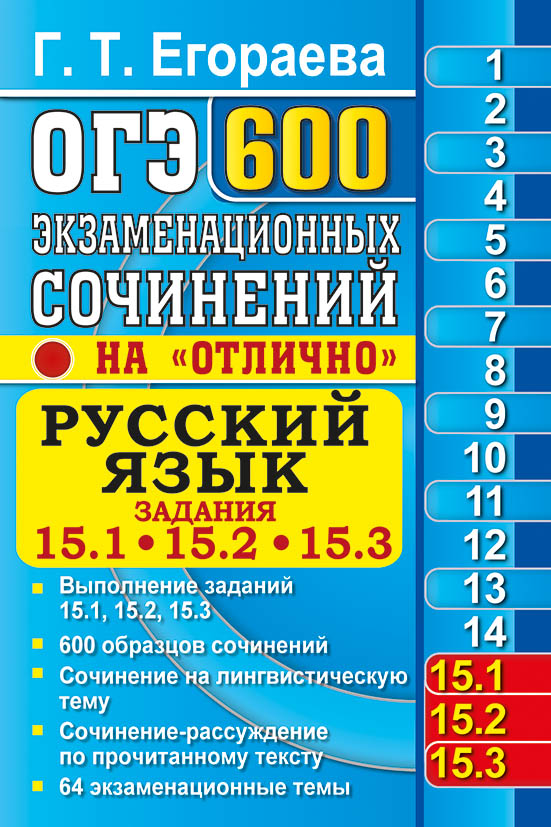 Г. Т. Егораева
ОГЭ 600
ЭКЗАМЕНАЦИОННЫХ
СОЧИНЕНИЙ
НА «ОТЛИЧНО»
РУССКИЙ
ЯЗЫК
ЗАДАНИЯ
15.1 • 15.2 • 15.3
Выполнение заданий
15.1, 15.2, 15.3
600 образцов сочинений
Сочинение на лингвистическую
тему
Сочинение-рассуждение
по прочитанному тексту
64 экзаменационные темы
1
2
3
4
5
6
7
8
9
10
11
12
13
14
15.1
15.2
15.3